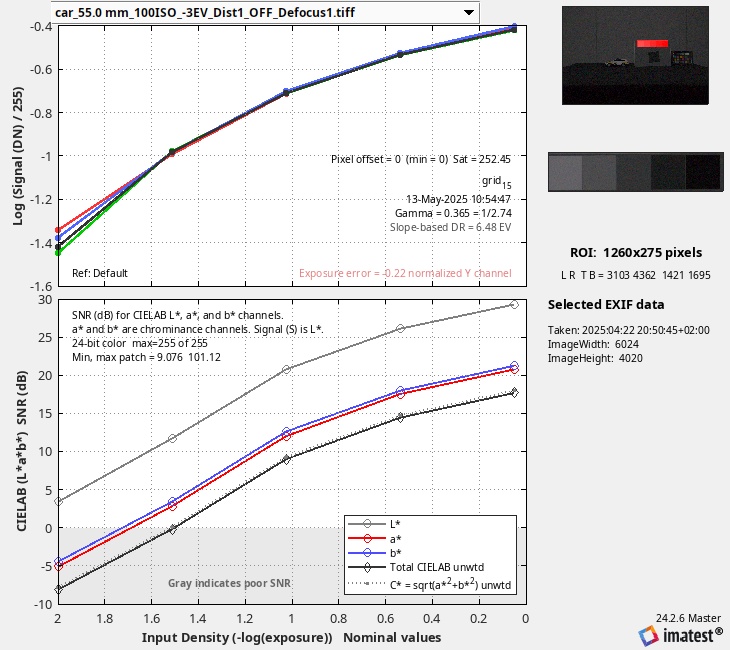 car_55.0 mm_100ISO_-3EV_Dist1_OFF_Defocus1.tiff
-0.4
-0.6
-0.8
-1
-1.2
-1.4
-1.6
Log (Signal (DN) / 255)
Pixel offset = 0 (min = 0) Sat = 252.45
grid15
13-May-2025 10:54:47
Gamma = 0.365 = 1/2.74
Slope-based DR = 6.48 EV
Ref: Default
Exposure error = -0.22 normalized Y channel
ROI: 1260x275 pixels
L R T B = 3103 4362 1421 1695
Selected EXIF data
Taken: 2025:04:22 20:50:45+02:00
ImageWidth: 6024
ImageHeight: 4020
30
25
20
15
10
5
0
-5
-10
CIELAB (L*a*b*) SNR (dB)
SNR (dB) for CIELAB L*, a*, and b* channels.
a* and b* are chrominance channels. Signal (S) is L*.
24-bit color max=255 of 255
Min, max patch = 9.076 101.12
Gray indicates poor SNR
L*
a*
b*
Total CIELAB unwtd
C* = sqrt(a*2+b*2) unwtd
2 1.8 1.6 1.4 1.2 1 0.8 0.6 0.4 0.2 0
Input Density (-log(exposure)) Nominal values
24.2.6 Master
imatest®